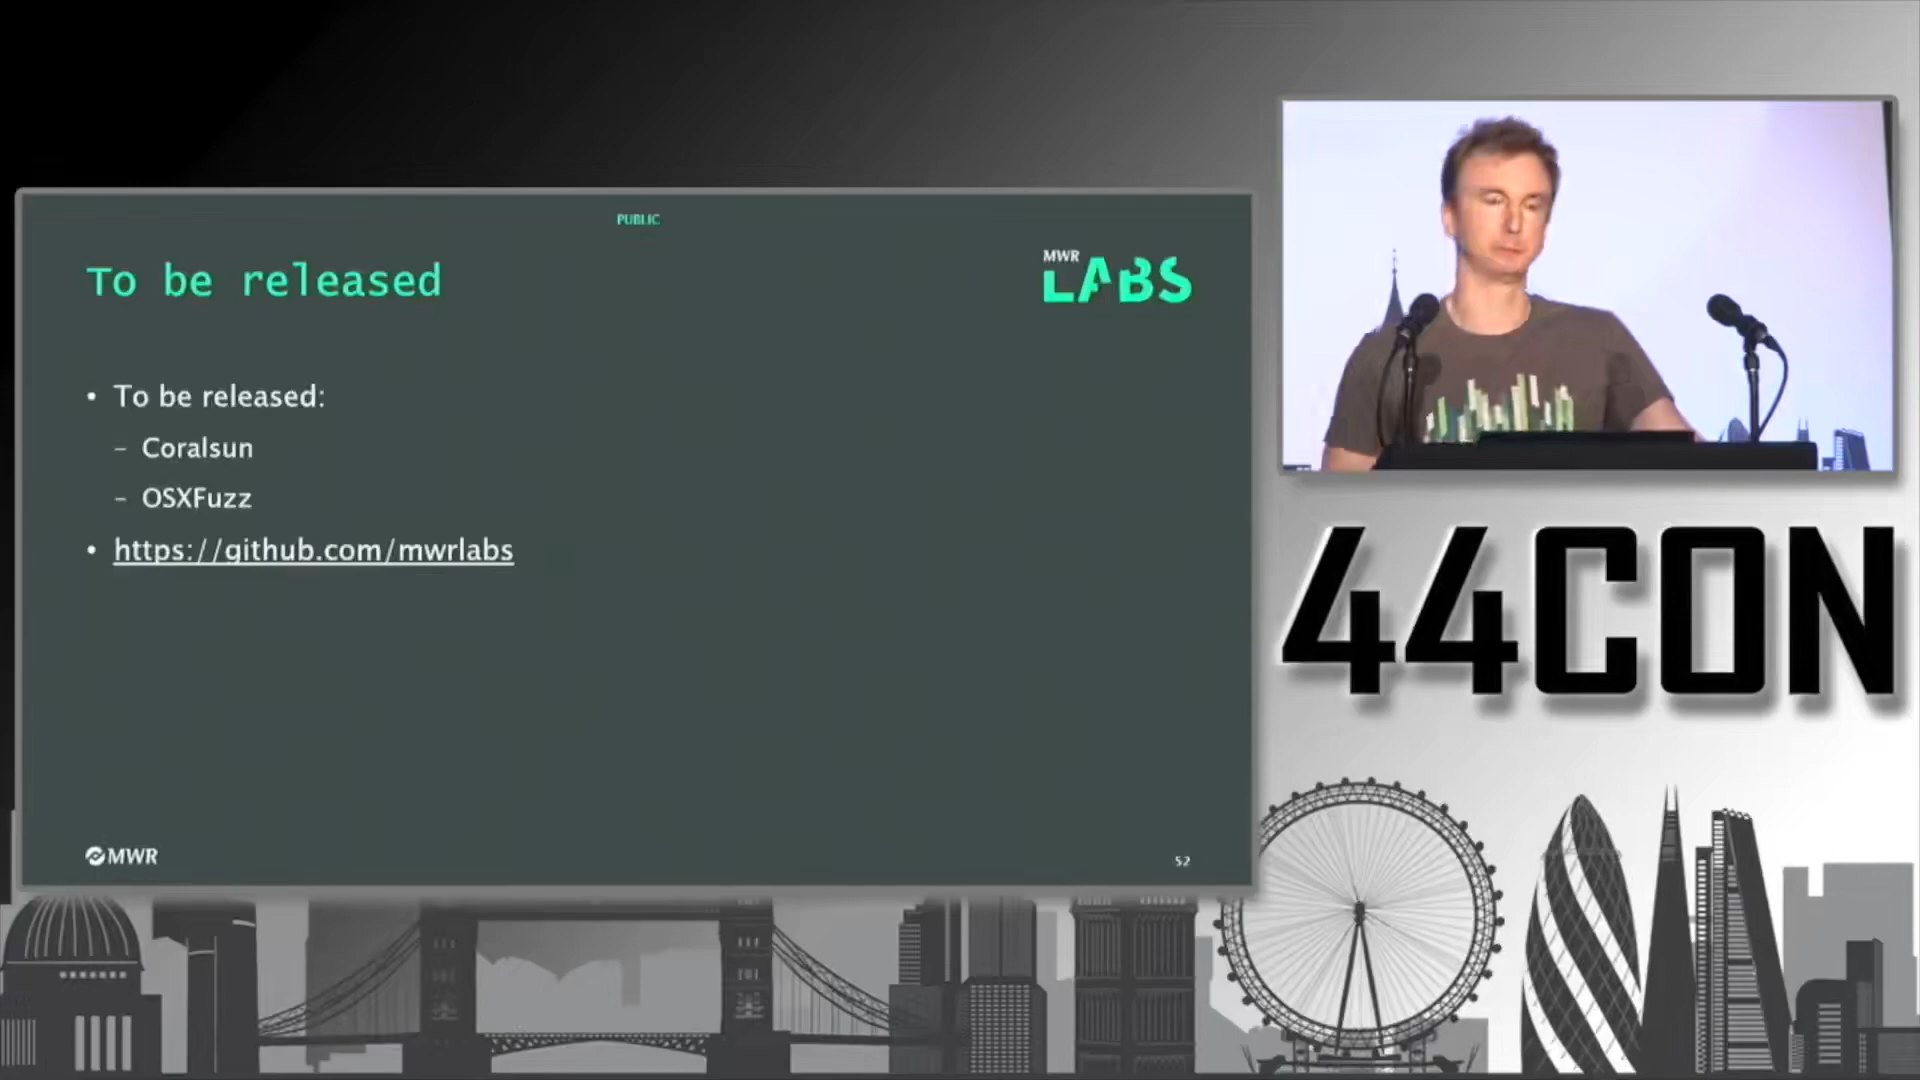 PUBLIC
To be released
MWR
LABS
• To be released:
– Coralsun
– OSXFuzz
• https://github.com/mwrlabs
MWR
52
44CON